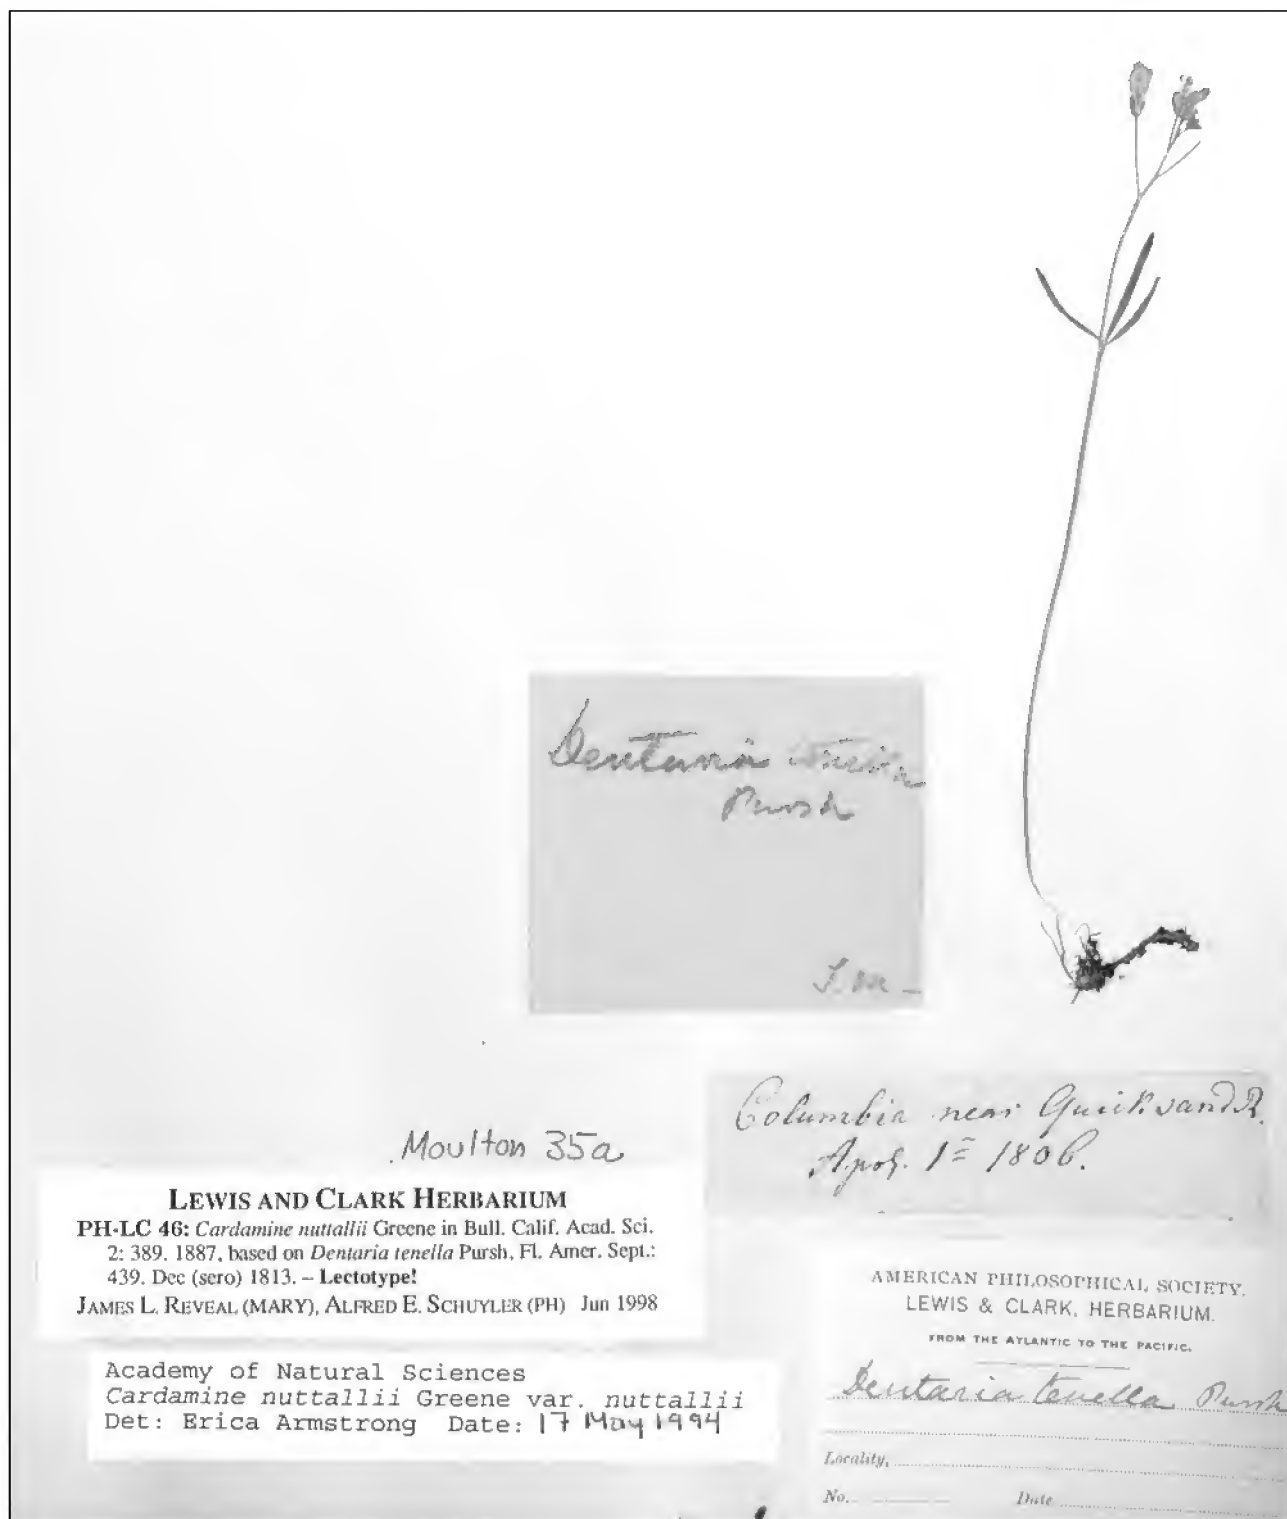 Dentaria
Pursh
T. M –
Columbia near Quicksand R.
Apol. 1st 1806.
Moulton 35a
LEWIS AND CLARK HERBARIUM
PH-LC 46: Cardamine nuttallii Greene in Bull. Calif. Acad. Sci.
2: 389. 1887, based on Dentaria tenella Pursh, Fl. Amer. Sept.:
439. Dec (sero) 1813. – Lectotype!
JAMES L. REVEAL (MARY), ALFRED E. SCHUYLER (PH) Jun 1998
Academy of Natural Sciences
Cardamine nuttallii Greene var. nuttallii
Det: Erica Armstrong Date: 17 May 1994
AMERICAN PHILOSOPHICAL SOCIETY.
LEWIS & CLARK, HERBARIUM.
FROM THE ATLANTIC TO THE PACIFIC.
Dentaria tenella Pursh
Locality,
No. Date